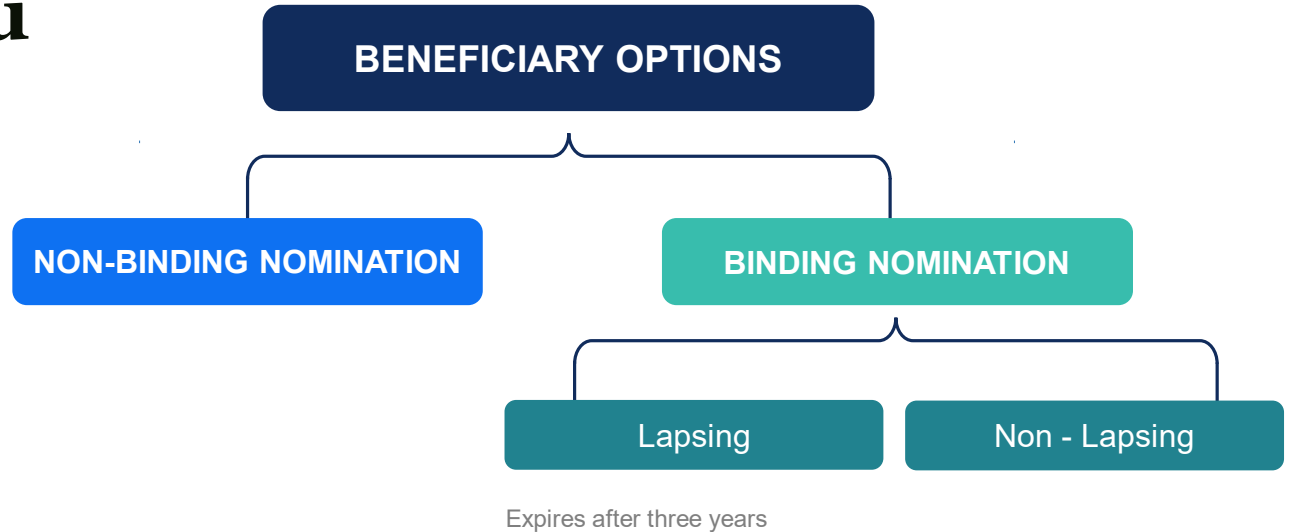 u
BENEFICIARY OPTIONS
NON-BINDING NOMINATION
BINDING NOMINATION
Lapsing
Non - Lapsing
Expires after three years